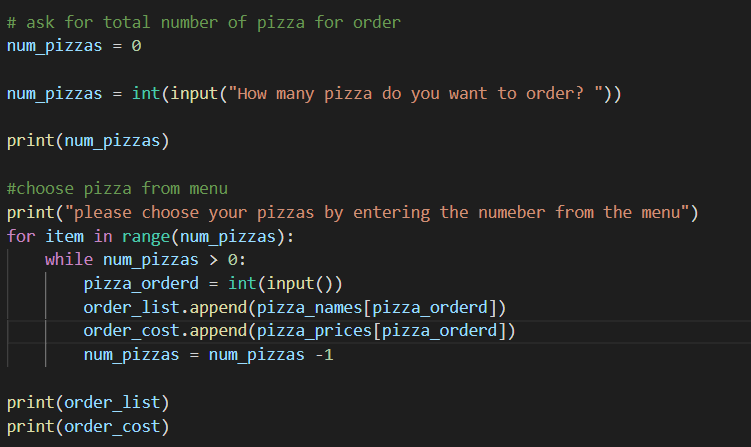 # ask for total number of pizza for order
num_pizzas = 0
num_pizzas = int(input("How many pizza do you want to order? "))
print(num_pizzas)
#choose pizza from menu
print("please choose your pizzas by entering the numeber from the menu")
for item in range(num_pizzas):
    while num_pizzas > 0:
        pizza_orderd = int(input())
        order_list.append(pizza_names[pizza_orderd])
        order_cost.append(pizza_prices[pizza_orderd])
        num_pizzas = num_pizzas -1
print(order_list)
print(order_cost)